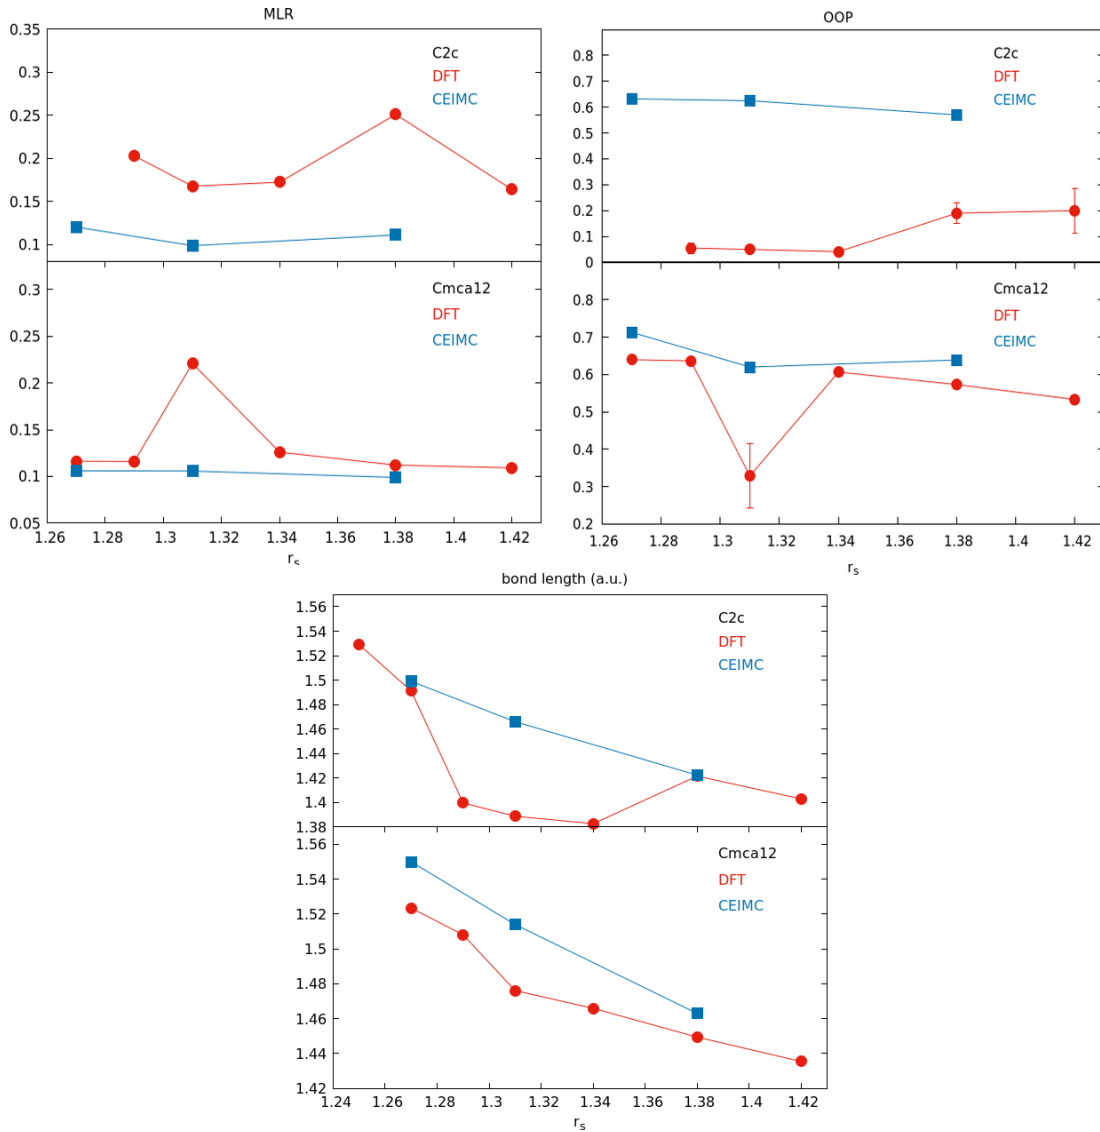 MLR
0.35
0.3
0.25
0.2
0.15
0.1
C2c
DFT
CEIMC
0.3
0.25
0.2
0.15
0.1
0.05
Cmca12
DFT
CEIMC
1.26 1.28 1.3 1.32 1.34 1.36 1.38 1.4 1.42
rs
OOP
0.8
0.7
0.6
0.5
0.4
0.3
0.2
0.1
0
C2c
DFT
CEIMC
0.8
0.7
0.6
0.5
0.4
0.3
0.2
Cmca12
DFT
CEIMC
1.26 1.28 1.3 1.32 1.34 1.36 1.38 1.4 1.42
rs
bond length (a.u.)
1.56
1.54
1.52
1.5
1.48
1.46
1.44
1.42
1.4
1.38
C2c
DFT
CEIMC
1.56
1.54
1.52
1.5
1.48
1.46
1.44
1.42
Cmca12
DFT
CEIMC
1.24 1.26 1.28 1.3 1.32 1.34 1.36 1.38 1.4 1.42
rs